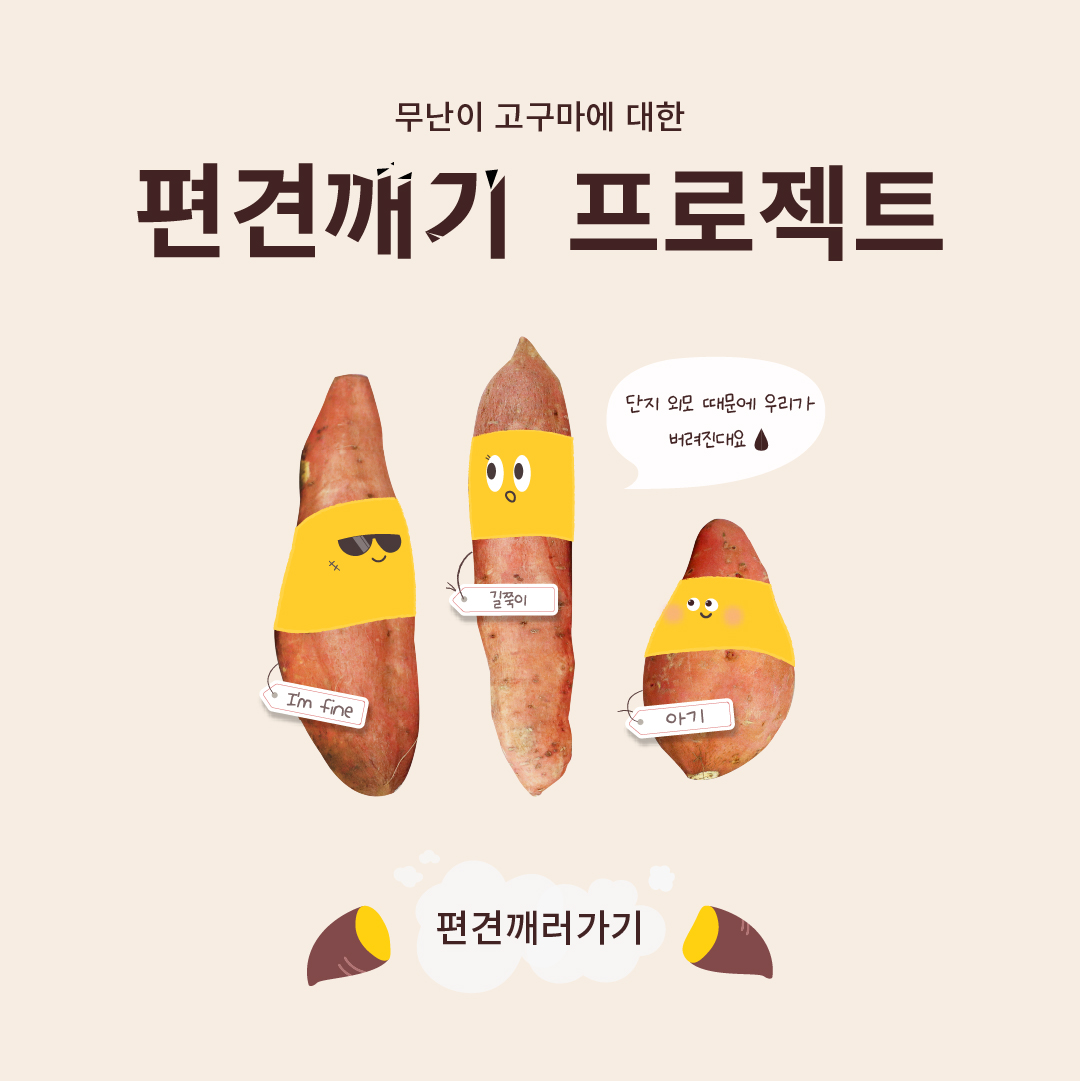 무난이 고구마에 대한
편견깨기 프로젝트
단지 외모 때문에 우리가
버려진대요
길쭉이
I'm fine
아기
편견깨러가기